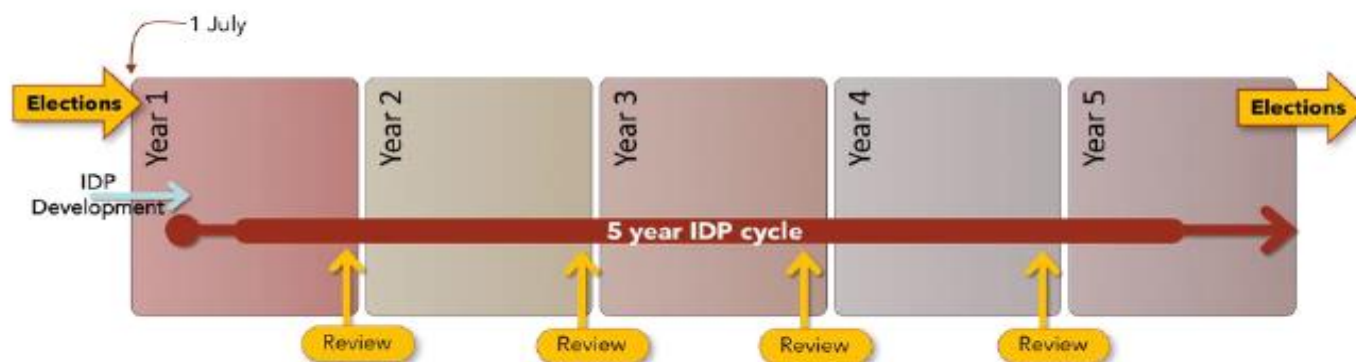 1 July
Elections
Year 1
Year 2
Year 3
Year 4
Year 5
Elections
IDP
Development
5 year IDP cycle
Review
Review
Review
Review